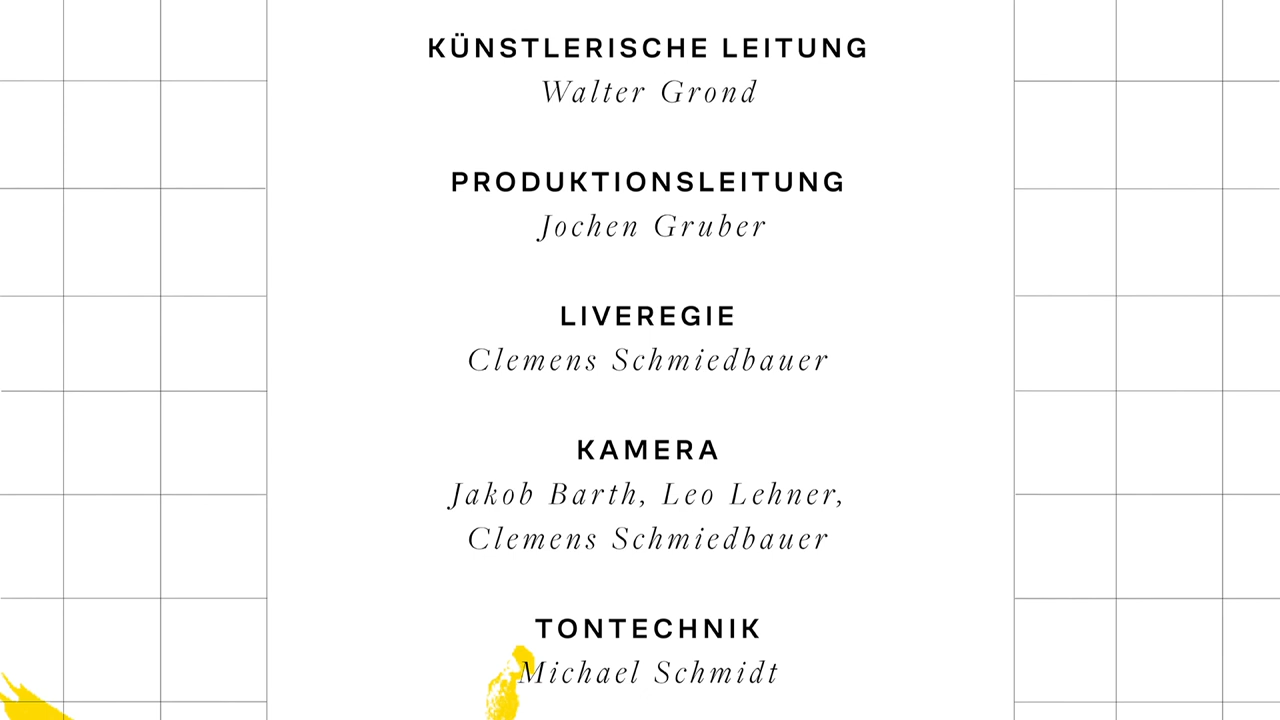 KÜNSTLERISCHE LEITUNG
Walter Grond
PRODUKTIONSLEITUNG
Jochen Gruber
LIVEREGIE
Clemens Schmiedbauer
KAMERA
Jakob Barth, Leo Lehner,
Clemens Schmiedbauer
TONTECHNIK
Michael Schmidt